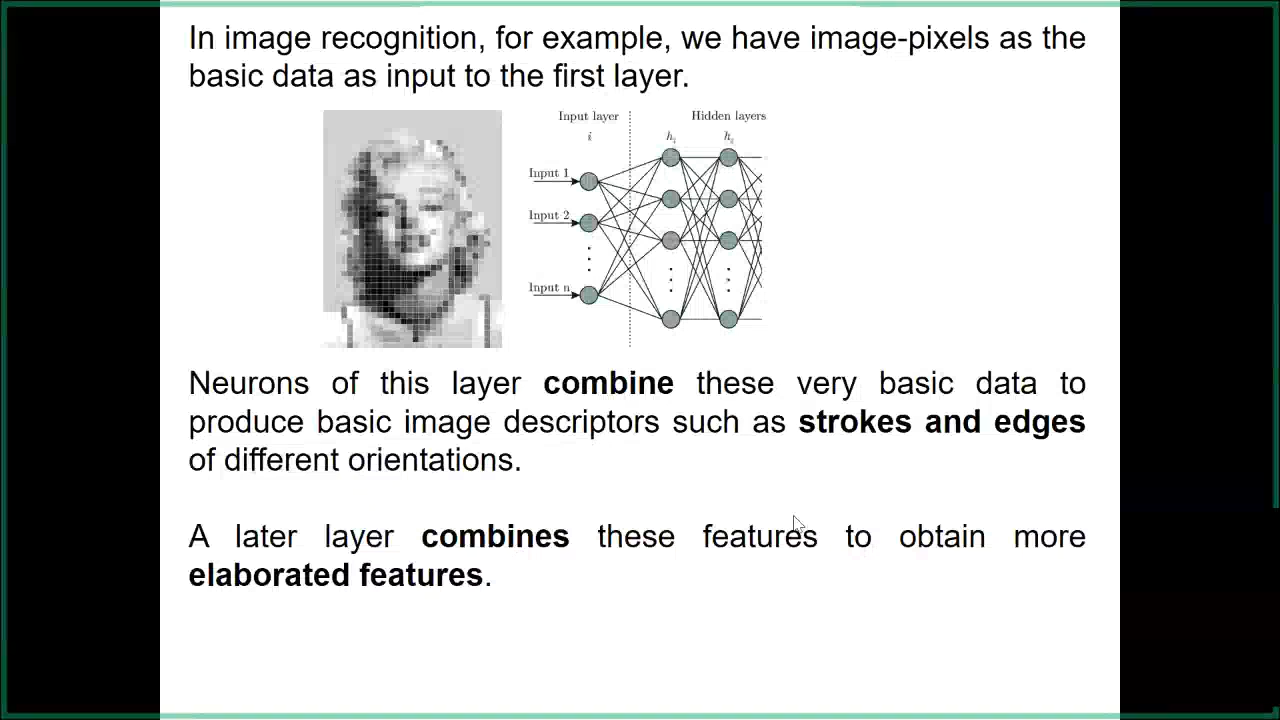 In image recognition, for example, we have image-pixels as the
basic data as input to the first layer.
Input layer
Hidden layers
i
h₁
h₂
Input 1
Input 2
Input n
Neurons of this layer combine these very basic data to
produce basic image descriptors such as strokes and edges
of different orientations.
A later layer combines these features to obtain more
elaborated features.